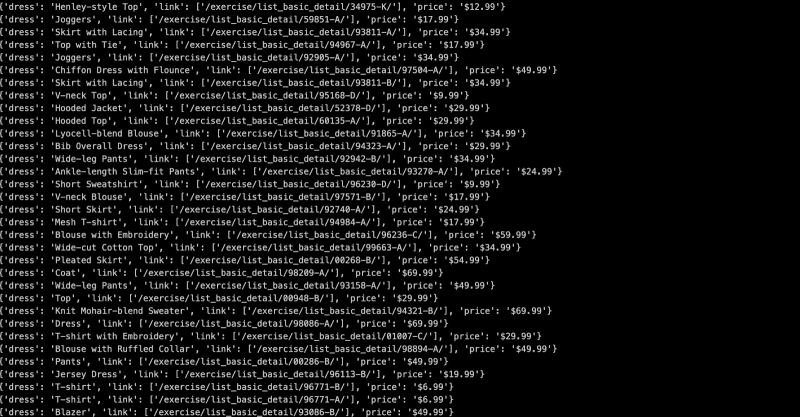 {'dress': 'Henley-style Top', 'link': ['/exercise/list_basic_detail/34975-K/'], 'price': '$12.99'}
{'dress': 'Joggers', 'link': ['/exercise/list_basic_detail/59851-A/'], 'price': '$17.99'}
{'dress': 'Skirt with Lacing', 'link': ['/exercise/list_basic_detail/93811-A/'], 'price': '$34.99'}
{'dress': 'Top with Tie', 'link': ['/exercise/list_basic_detail/94967-A/'], 'price': '$17.99'}
{'dress': 'Joggers', 'link': ['/exercise/list_basic_detail/92905-A/'], 'price': '$34.99'}
{'dress': 'Chiffon Dress with Flounce', 'link': ['/exercise/list_basic_detail/97504-A/'], 'price': '$49.99'}
{'dress': 'Skirt with Lacing', 'link': ['/exercise/list_basic_detail/93811-B/'], 'price': '$34.99'}
{'dress': 'V-neck Top', 'link': ['/exercise/list_basic_detail/95168-D/'], 'price': '$9.99'}
{'dress': 'Hooded Jacket', 'link': ['/exercise/list_basic_detail/52378-D/'], 'price': '$29.99'}
{'dress': 'Hooded Top', 'link': ['/exercise/list_basic_detail/60135-A/'], 'price': '$29.99'}
{'dress': 'Lyocell-blend Blouse', 'link': ['/exercise/list_basic_detail/91865-A/'], 'price': '$34.99'}
{'dress': 'Bib Overall Dress', 'link': ['/exercise/list_basic_detail/94323-A/'], 'price': '$29.99'}
{'dress': 'Wide-leg Pants', 'link': ['/exercise/list_basic_detail/92942-B/'], 'price': '$34.99'}
{'dress': 'Ankle-length Slim-fit Pants', 'link': ['/exercise/list_basic_detail/93270-A/'], 'price': '$24.99'}
{'dress': 'Short Sweatshirt', 'link': ['/exercise/list_basic_detail/96230-D/'], 'price': '$9.99'}
{'dress': 'V-neck Blouse', 'link': ['/exercise/list_basic_detail/97571-B/'], 'price': '$17.99'}
{'dress': 'Short Skirt', 'link': ['/exercise/list_basic_detail/92740-A/'], 'price': '$24.99'}
{'dress': 'Mesh T-shirt', 'link': ['/exercise/list_basic_detail/94984-A/'], 'price': '$17.99'}
{'dress': 'Blouse with Embroidery', 'link': ['/exercise/list_basic_detail/96236-C/'], 'price': '$59.99'}
{'dress': 'Wide-cut Cotton Top', 'link': ['/exercise/list_basic_detail/99663-A/'], 'price': '$34.99'}
{'dress': 'Pleated Skirt', 'link': ['/exercise/list_basic_detail/00268-B/'], 'price': '$54.99'}
{'dress': 'Coat', 'link': ['/exercise/list_basic_detail/98209-A/'], 'price': '$69.99'}
{'dress': 'Wide-leg Pants', 'link': ['/exercise/list_basic_detail/93158-A/'], 'price': '$49.99'}
{'dress': 'Top', 'link': ['/exercise/list_basic_detail/00948-B/'], 'price': '$29.99'}
{'dress': 'Knit Mohair-blend Sweater', 'link': ['/exercise/list_basic_detail/94321-B/'], 'price': '$69.99'}
{'dress': 'Dress', 'link': ['/exercise/list_basic_detail/98086-A/'], 'price': '$69.99'}
{'dress': 'T-shirt with Embroidery', 'link': ['/exercise/list_basic_detail/01007-C/'], 'price': '$29.99'}
{'dress': 'Blouse with Ruffled Collar', 'link': ['/exercise/list_basic_detail/98894-A/'], 'price': '$49.99'}
{'dress': 'Pants', 'link': ['/exercise/list_basic_detail/00286-B/'], 'price': '$49.99'}
{'dress': 'Jersey Dress', 'link': ['/exercise/list_basic_detail/96113-B/'], 'price': '$19.99'}
{'dress': 'T-shirt', 'link': ['/exercise/list_basic_detail/96771-B/'], 'price': '$6.99'}
{'dress': 'T-shirt', 'link': ['/exercise/list_basic_detail/96771-A/'], 'price': '$6.99'}
{'dress': 'Blazer', 'link': ['/exercise/list_basic_detail/93086-B/'], 'price': '$49.99'}